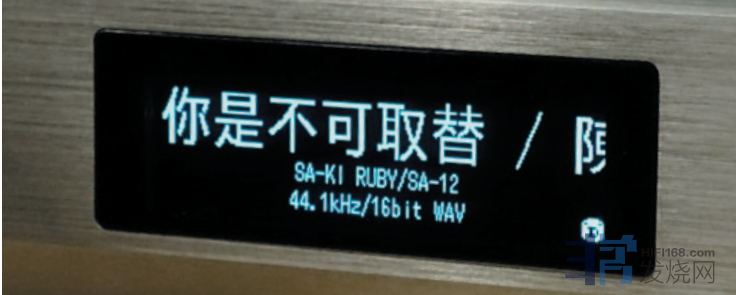 你是不可取替 /
SA-KI RUBY/SA-12
44.1kHz/16bit WAV
HIFI168.com
发烧网